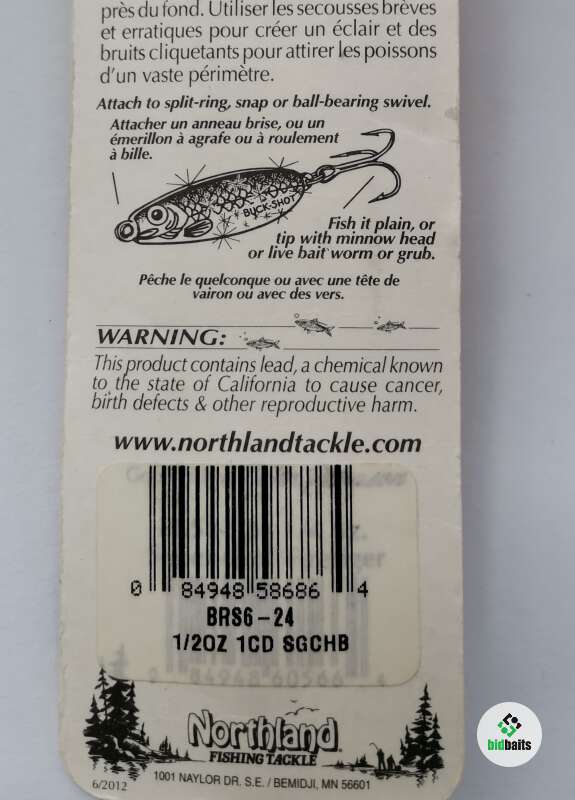 près du fond. Utiliser les secousses brèves
et erratiques pour créer un éclair et des
bruits cliquetants pour attirer les poissons
d'un vaste périmètre.
Attach to split-ring, snap or ball-bearing swivel.
Attacher un anneau brise, ou un
émerillon à agrafe ou à roulement
à bille.
BUCK-SHOT
Fish it plain, or
tip with minnow head
or live bait worm or grub.
Pêche le quelconque ou avec une tête de
vairon ou avec des vers.
WARNING:
This product contains lead, a chemical known
to the state of California to cause cancer,
birth defects & other reproductive harm.
www.northlandtackle.com
0 84948 58686 4
BRS6-24
1/2OZ 1CD SGCHB
0 84948 60566 4
Northland
FISHING TACKLE
6/2012
1001 NAYLOR DR. S.E. / BEMIDJI, MN 56601
bidbaits